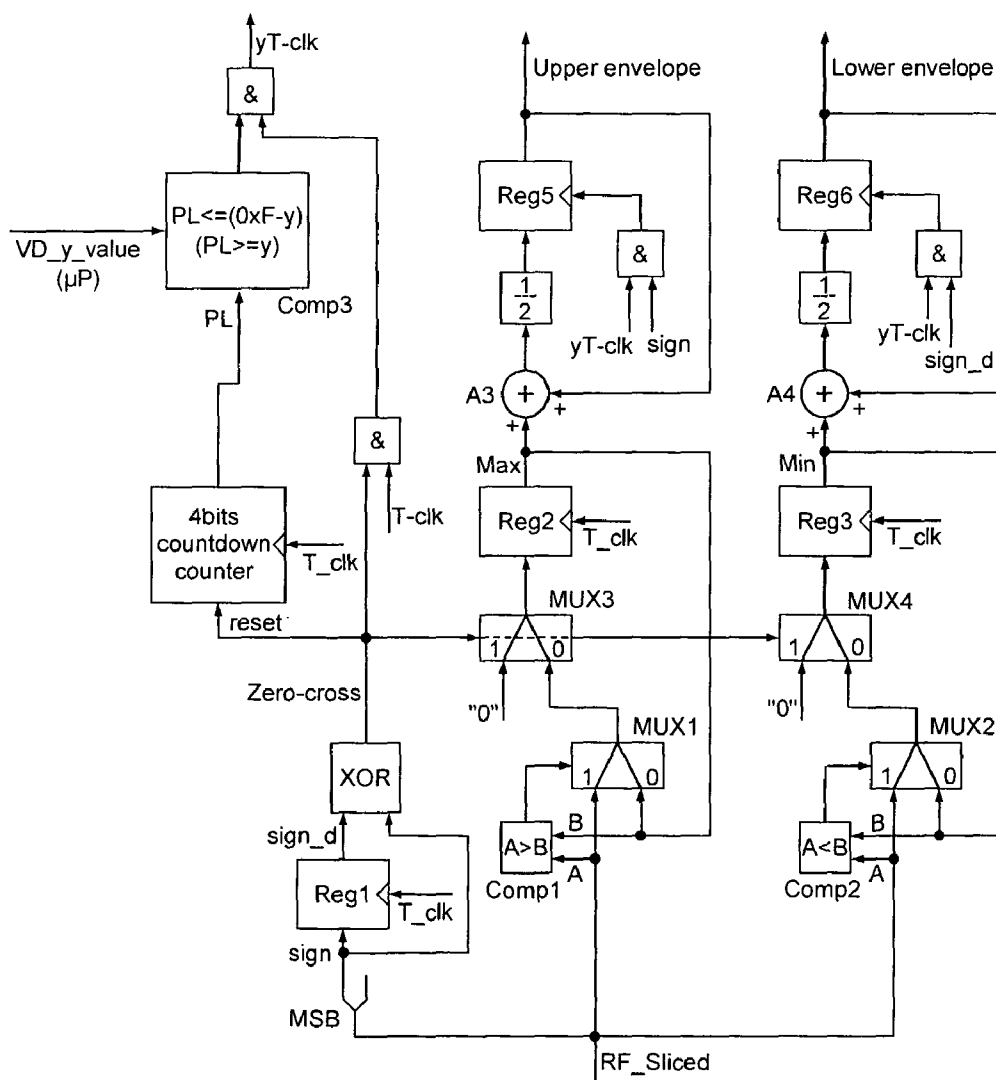 yT-clk
Upper envelope
Lower envelope
&
PL<=(0xF-y)
(PL>=y)
VD_y_value
(µP)
Comp3
PL
Reg5
&
1
2
yT-clk
sign
A3
+
+
+
Reg6
&
1
2
yT-clk
sign_d
A4
+
+
+
&
T-clk
Max
Min
4bits
countdown
counter
T_clk
reset
Reg2
T_clk
Reg3
T_clk
MUX3
1
0
"0"
MUX4
1
0
"0"
Zero-cross
MUX1
1
0
MUX2
1
0
XOR
sign_d
A>B
B
A
Comp1
A<B
B
A
Comp2
Reg1
T_clk
sign
MSB
RF_Sliced